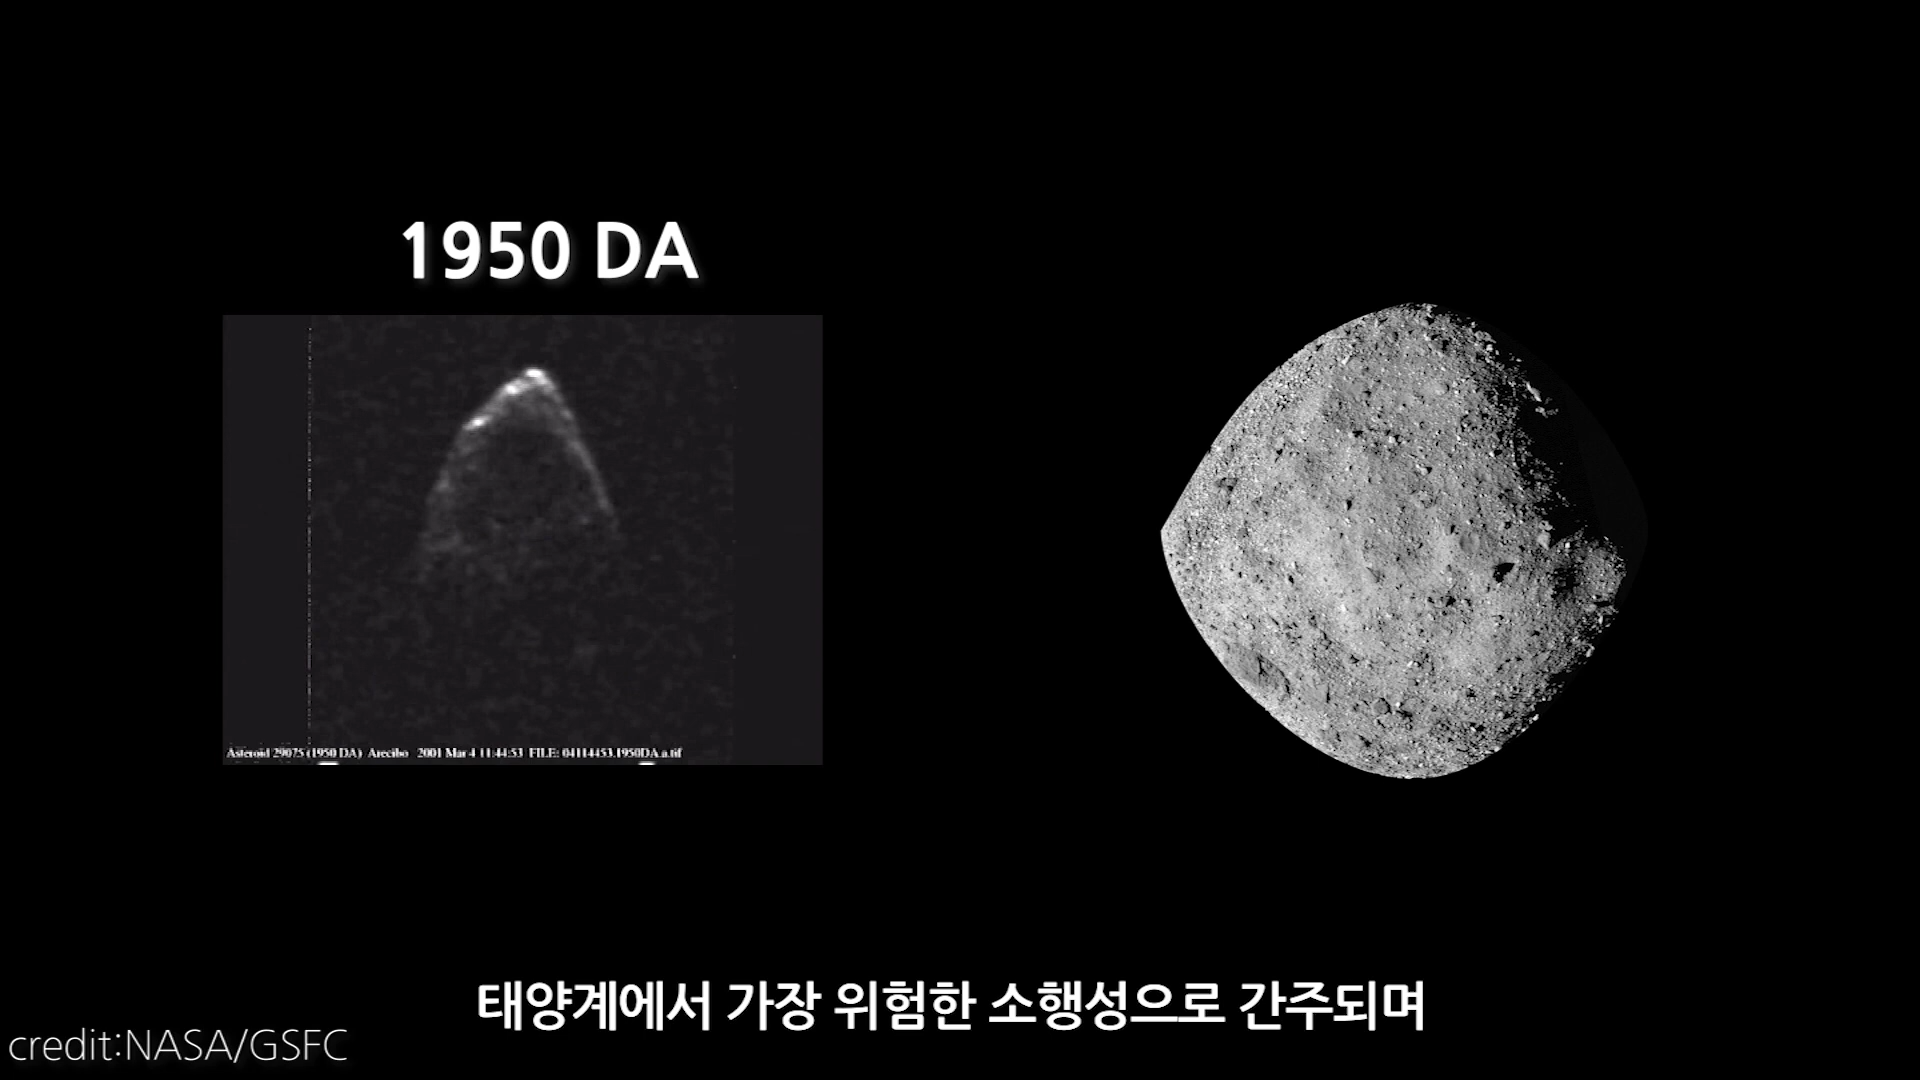 1950 DA
Asteroid 29075 (1950 DA) Arecibo 2001 Mar 4 11:44:53 FILE: 04114453.1950DA.a.tif
태양계에서 가장 위험한 소행성으로 간주되며
credit:NASA/GSFC